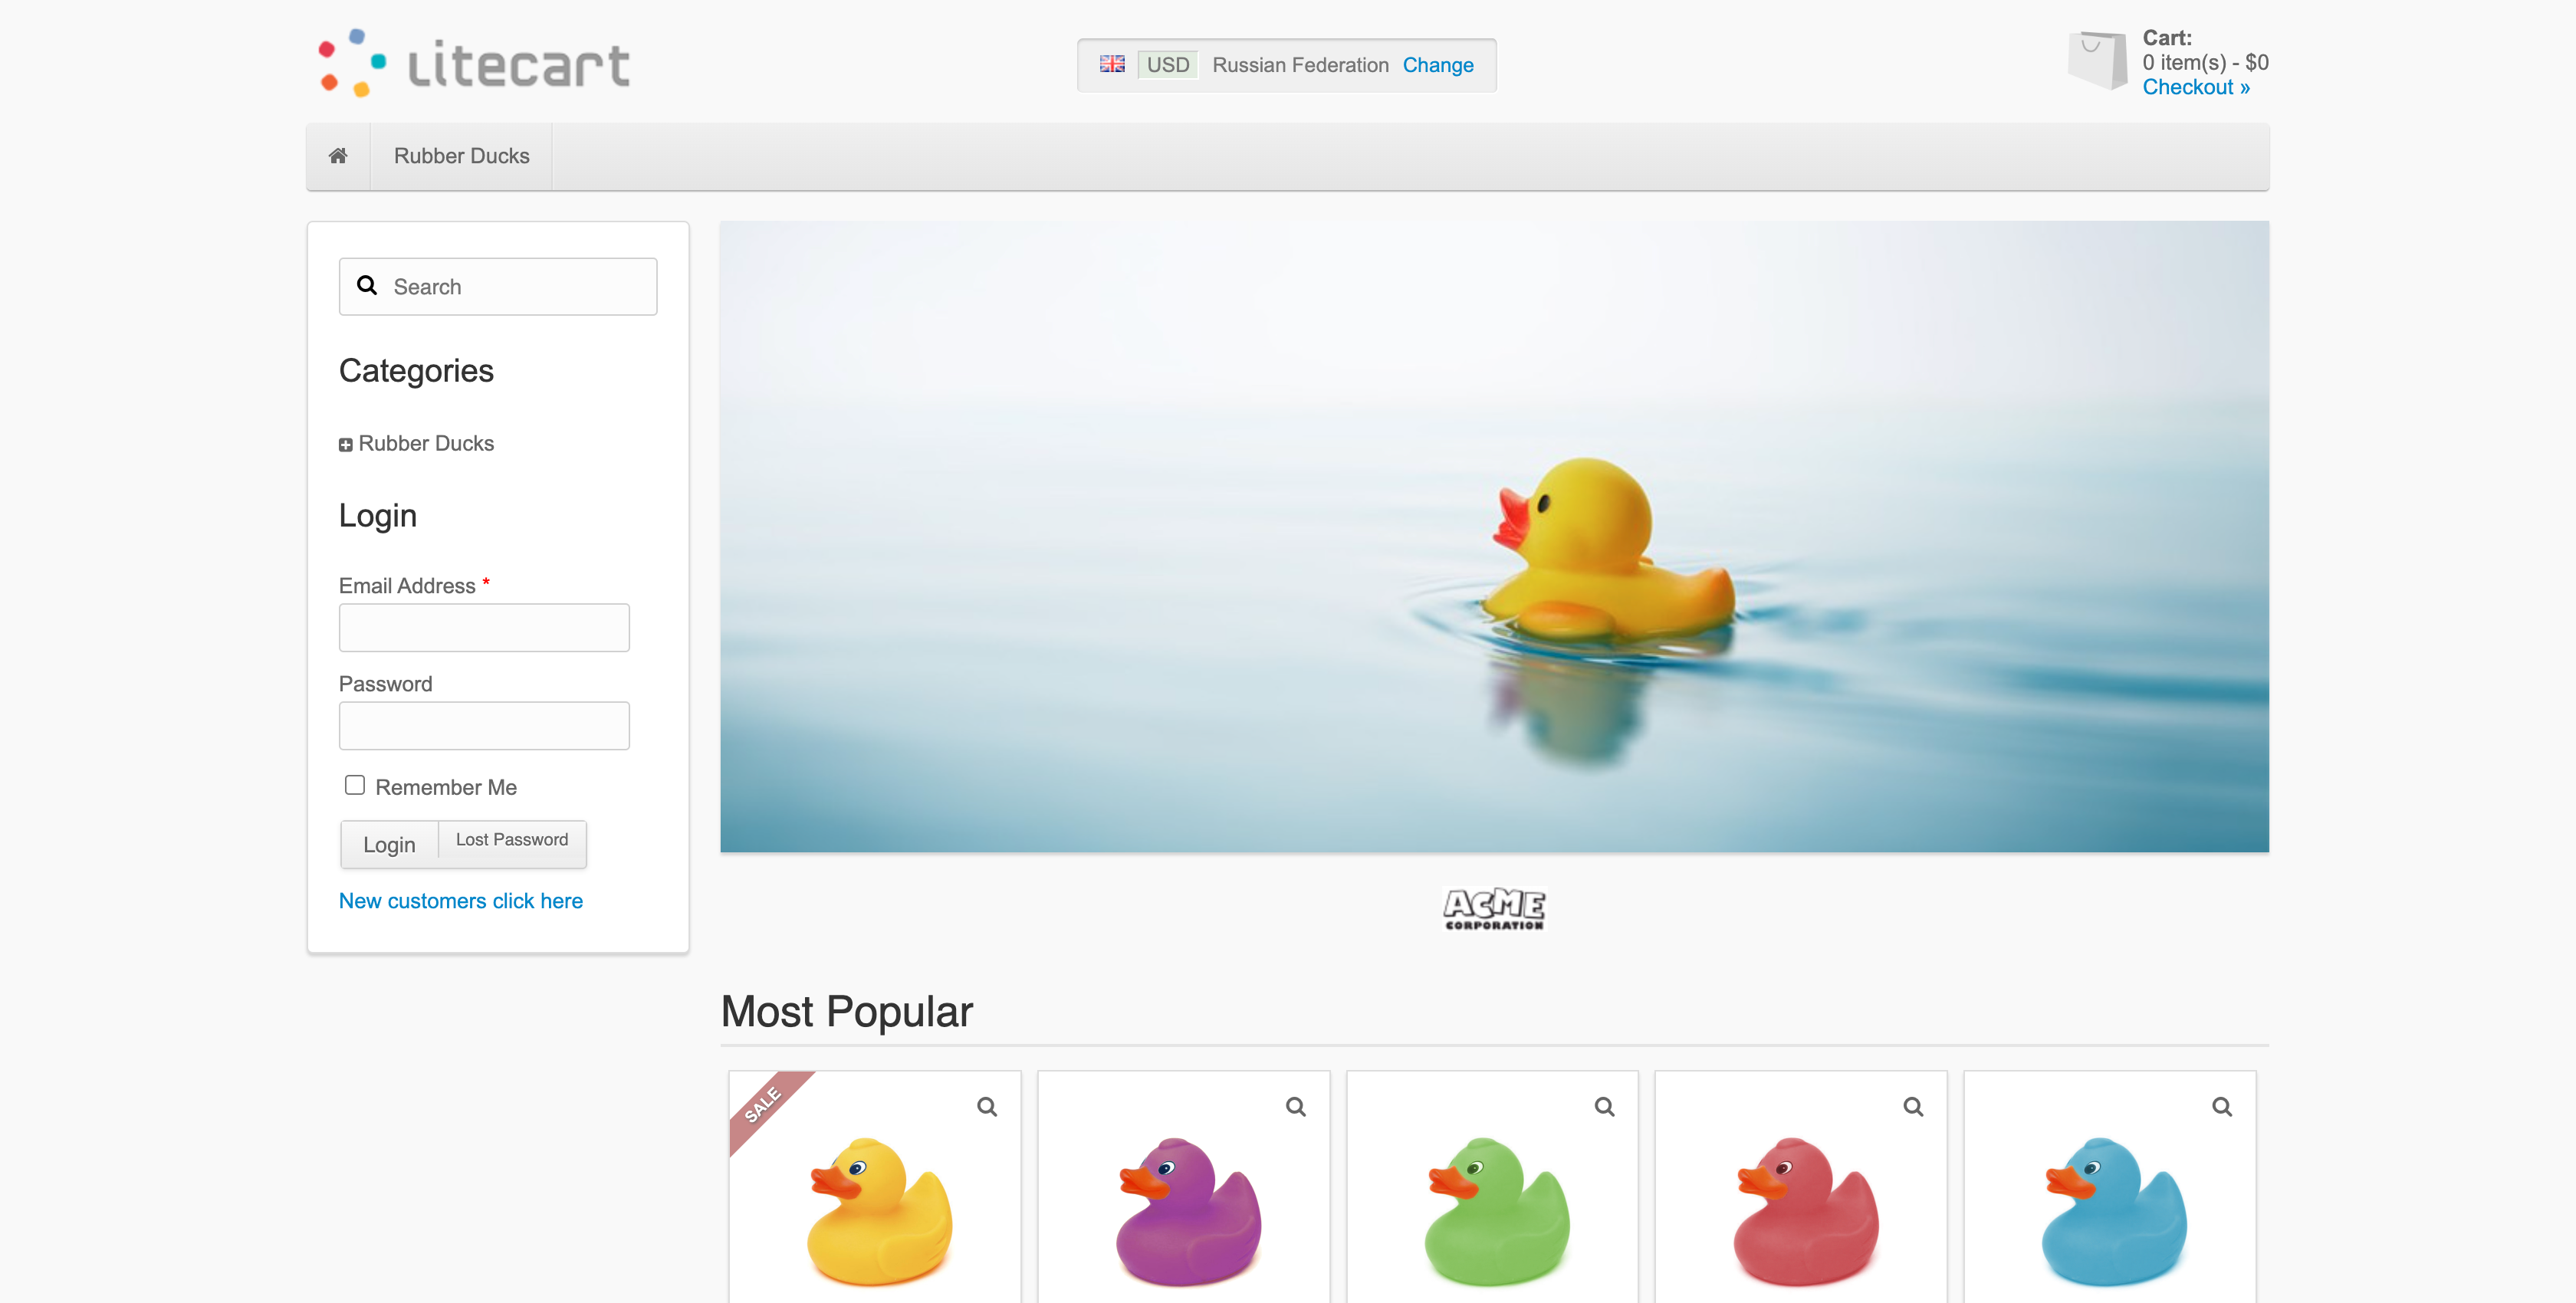 LITECART
USD Russian Federation Change
Cart:
0 item(s) - $0
Checkout »
Rubber Ducks
Search
Categories
Rubber Ducks
Login
Email Address *
Password
Remember Me
Login Lost Password
New customers click here
ACME
CORPORATION
Most Popular
SALE